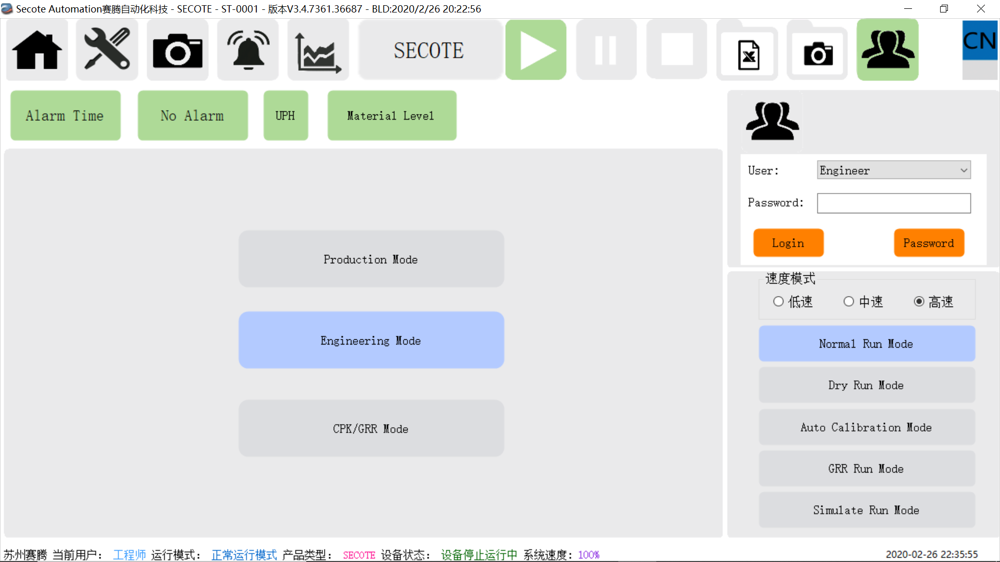 Secote Automation赛腾自动化科技 - SECOTE - ST-0001 - 版本V3.4.7361.36687 - BLD:2020/2/26 20:22:56
SECOTE
CN
Alarm Time
No Alarm
UPH
Material Level
User:
Engineer
Password:
Login
Password
Production Mode
Engineering Mode
CPK/GRR Mode
速度模式
低速
中速
高速
Normal Run Mode
Dry Run Mode
Auto Calibration Mode
GRR Run Mode
Simulate Run Mode
苏州赛腾 当前用户: 工程师 运行模式: 正常运行模式 产品类型: SECOTE 设备状态: 设备停止运行中 系统速度: 100%
2020-02-26 22:35:55